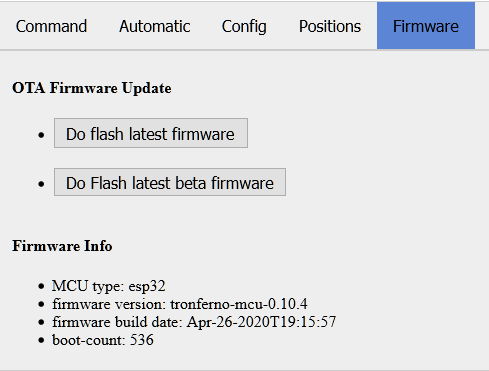 Command Automatic Config Positions Firmware
OTA Firmware Update
Do flash latest firmware
Do Flash latest beta firmware
Firmware Info
MCU type: esp32
firmware version: tronferno-mcu-0.10.4
firmware build date: Apr-26-2020T19:15:57
boot-count: 536